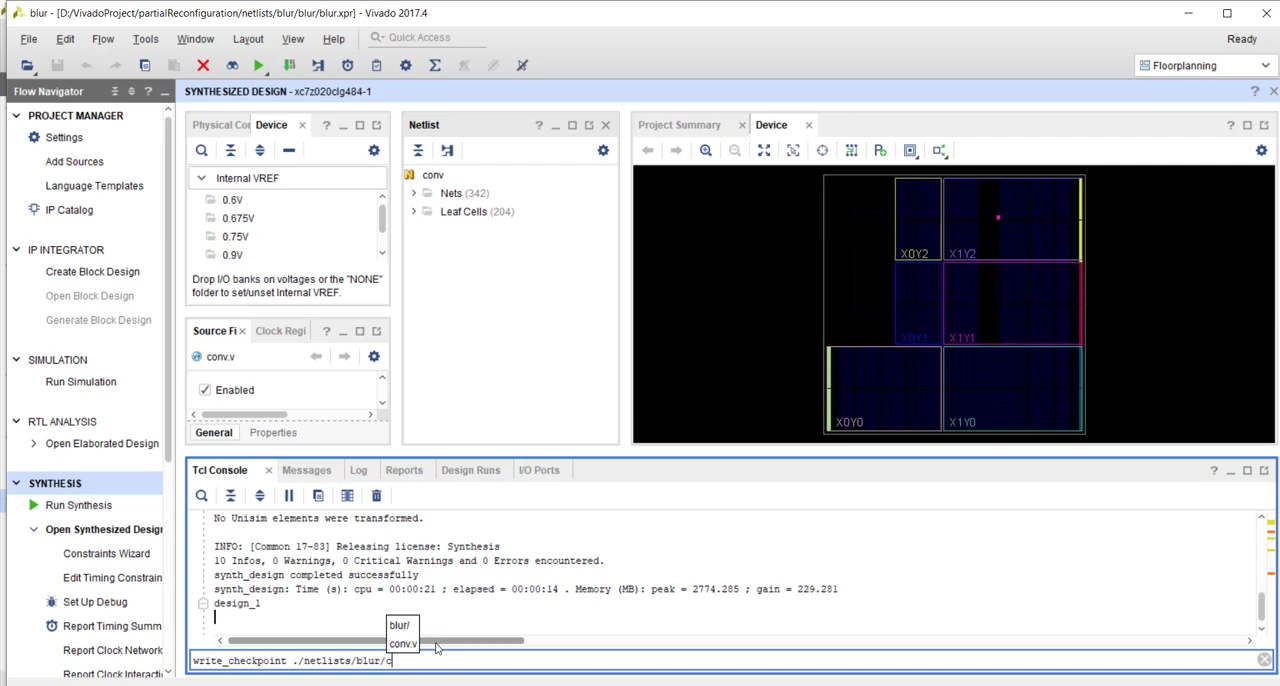 blur - [D:/VivadoProject/partialReconfiguration/netlists/blur/blur/blur.xpr] - Vivado 2017.4
File Edit Flow Tools Window Layout View Help Quick Access Ready
Floorplanning
Flow Navigator
PROJECT MANAGER
Settings
Add Sources
Language Templates
IP Catalog
IP INTEGRATOR
Create Block Design
Open Block Design
Generate Block Design
SIMULATION
Run Simulation
RTL ANALYSIS
Open Elaborated Design
SYNTHESIS
Run Synthesis
Open Synthesized Desigr
Constraints Wizard
Edit Timing Constrain
Set Up Debug
Report Timing Summ
Report Clock Network
Report Clock Interactio
SYNTHESIZED DESIGN - xc7z020clg484-1
Physical Cor Device
Internal VREF
0.6V
0.675V
0.75V
0.9V
Drop I/O banks on voltages or the "NONE"
folder to set/unset Internal VREF.
Source Fi Clock Regi
conv.v
Enabled
General Properties
Netlist
conv
Nets (342)
Leaf Cells (204)
Project Summary Device
X0Y2 X1Y2
X0Y1 X1Y1
X0Y0 X1Y0
Tcl Console Messages Log Reports Design Runs I/O Ports
No Unisim elements were transformed.
INFO: [Common 17-83] Releasing license: Synthesis
10 Infos, 0 Warnings, 0 Critical Warnings and 0 Errors encountered.
synth_design completed successfully
synth_design: Time (s): cpu = 00:00:21 ; elapsed = 00:00:14 . Memory (MB): peak = 2774.285 ; gain = 229.281
design_1
blur/
conv.v
write_checkpoint ./netlists/blur/c